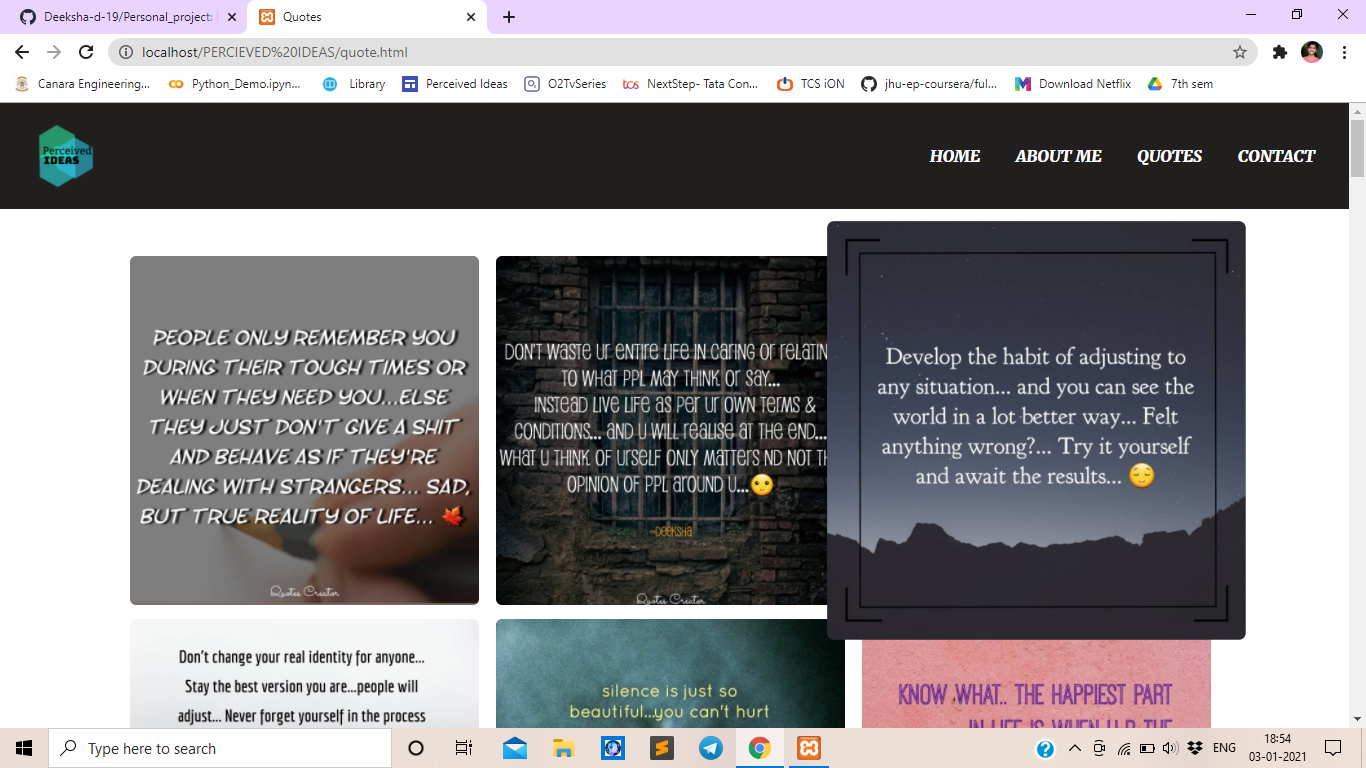 Deeksha-d-19/Personal_project:
Quotes
localhost/PERCIEVED%20IDEAS/quote.html
Canara Engineering...
Python_Demo.ipyn...
Library
Perceived Ideas
O2TvSeries
tcs
NextStep- Tata Con...
TCS iON
jhu-ep-coursera/ful...
Download Netflix
7th sem
Perceived
IDEAS
HOME
ABOUT ME
QUOTES
CONTACT
PEOPLE ONLY REMEMBER YOU
DURING THEIR TOUGH TIMES OR
WHEN THEY NEED YOU...ELSE
THEY JUST DON'T GIVE A SHIT
AND BEHAVE AS IF THEY'RE
DEALING WITH STRANGERS... SAD,
BUT TRUE REALITY OF LIFE... 🍁
Quotes Creator
DON'T WASTE UR ENTIRE LIFE IN CARING OR RELATIN
TO WHAT PPL MAY THINK OR SAY...
INSTEAD LIVE LIFE AS PER UR OWN TERMS &
CONDITIONS... AND U WILL REALISE AT THE END...
WHAT U THINK OF URSELF ONLY MATTERS ND NOT TH
OPINION OF PPL AROUND U...🙂
~DEEKSHA
Quotes Creator
Develop the habit of adjusting to
any situation... and you can see the
world in a lot better way... Felt
anything wrong?... Try it yourself
and await the results... 😌
Don't change your real identity for anyone...
Stay the best version you are...people will
adjust... Never forget yourself in the process
silence is just so
beautiful...you can't hurt
KNOW WHAT.. THE HAPPIEST PART
IN LIFE IS WHEN U R THE
Type here to search
ENG
18:54
03-01-2021